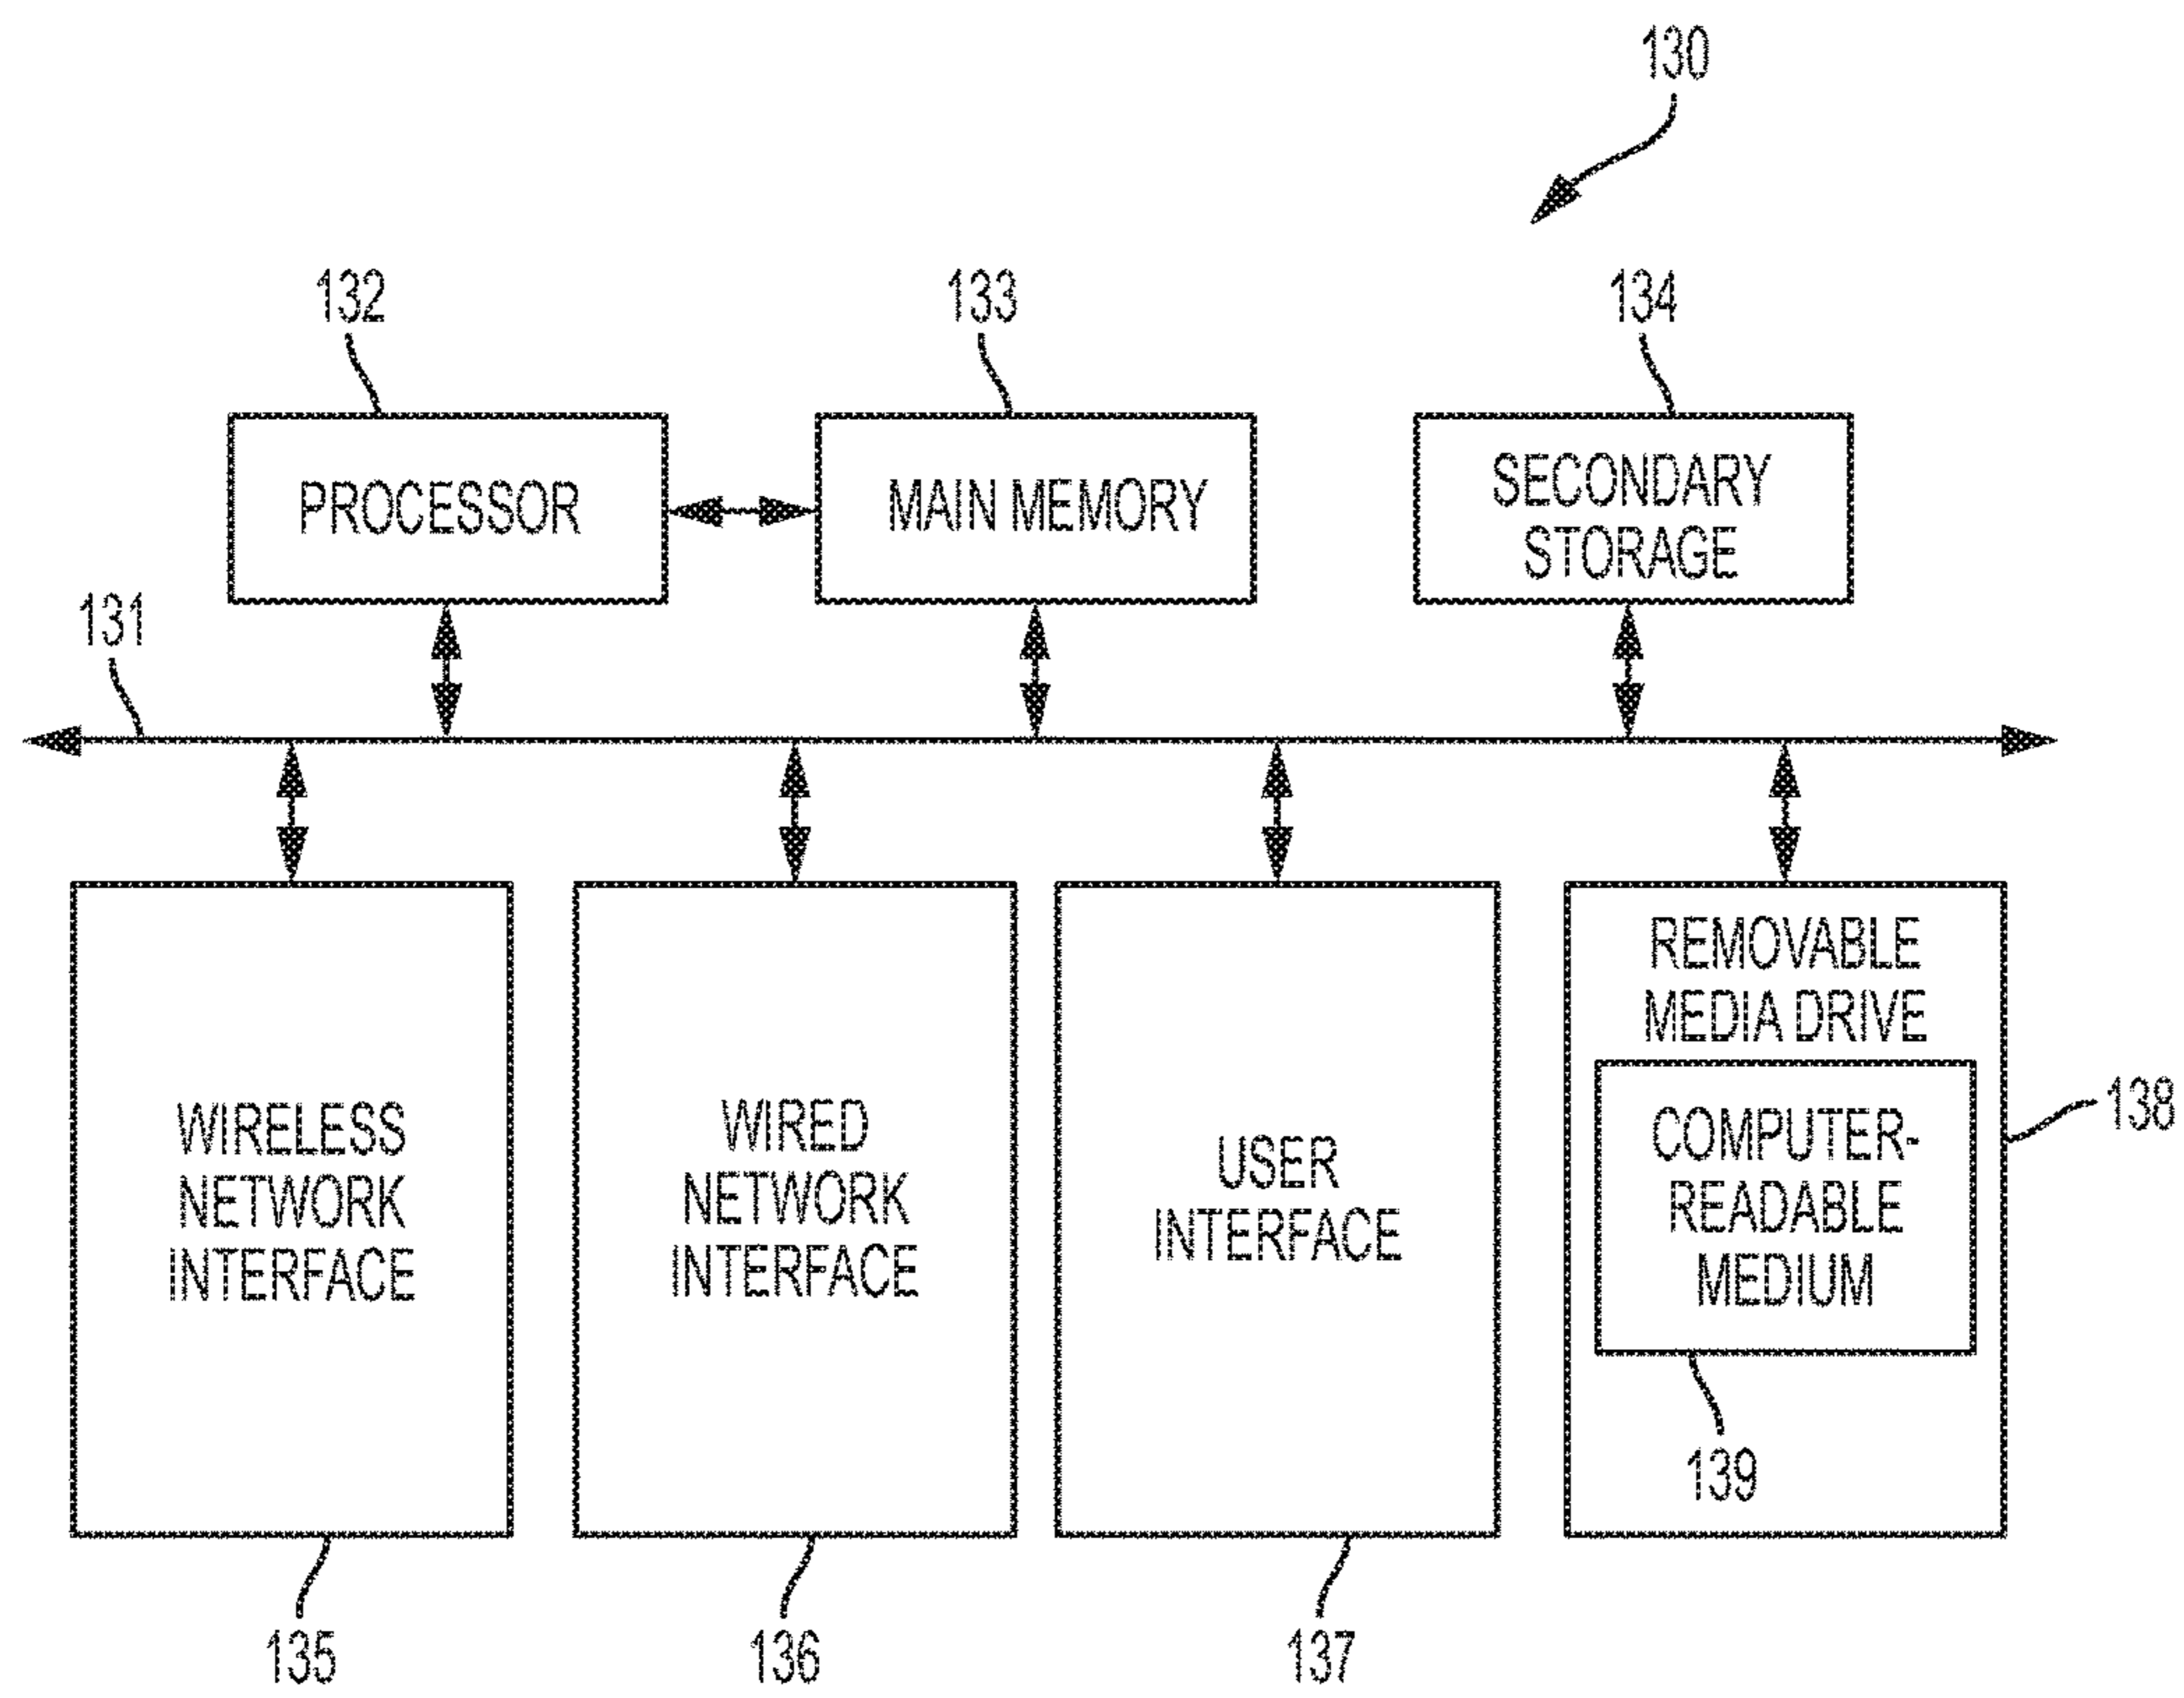 130
132
133
134
PROCESSOR
MAIN MEMORY
SECONDARY
STORAGE
131
WIRELESS
NETWORK
INTERFACE
WIRED
NETWORK
INTERFACE
USER
INTERFACE
REMOVABLE
MEDIA DRIVE
COMPUTER-
READABLE
MEDIUM
138
139
135
136
137